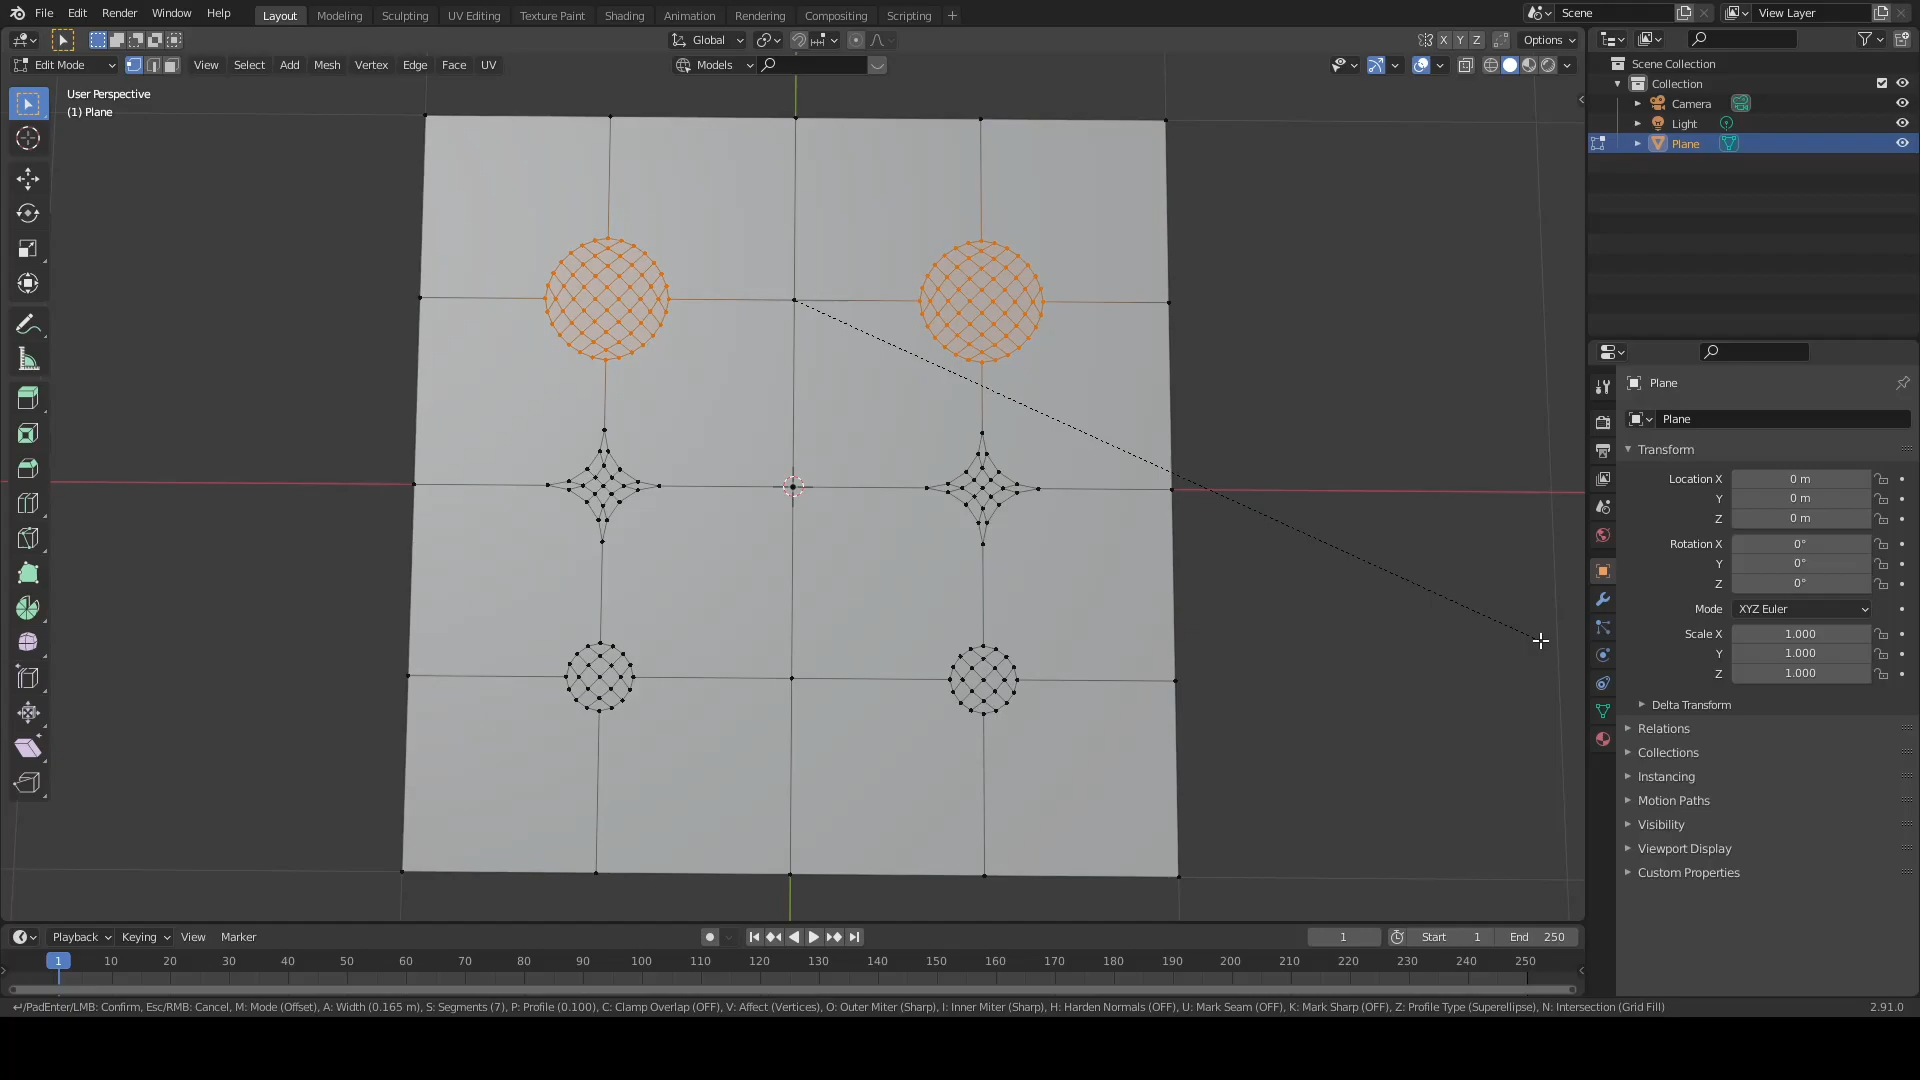 File Edit Render Window Help Layout Modeling Sculpting UV Editing Texture Paint Shading Animation Rendering Compositing Scripting + Scene View Layer
Global X Y Z Options
Edit Mode View Select Add Mesh Vertex Edge Face UV Models
User Perspective
(1) Plane
Scene Collection
Collection
Camera
Light
Plane
Plane
Plane
Transform
Location X 0 m
Y 0 m
Z 0 m
Rotation X 0°
Y 0°
Z 0°
Mode XYZ Euler
Scale X 1.000
Y 1.000
Z 1.000
Delta Transform
Relations
Collections
Instancing
Motion Paths
Visibility
Viewport Display
Custom Properties
Playback Keying View Marker 1 Start 1 End 250
1 10 20 30 40 50 60 70 80 90 100 110 120 130 140 150 160 170 180 190 200 210 220 230 240 250
↵/PadEnter/LMB: Confirm, Esc/RMB: Cancel, M: Mode (Offset), A: Width (0.165 m), S: Segments (7), P: Profile (0.100), C: Clamp Overlap (OFF), V: Affect (Vertices), O: Outer Miter (Sharp), I: Inner Miter (Sharp), H: Harden Normals (OFF), U: Mark Seam (OFF), K: Mark Sharp (OFF), Z: Profile Type (Superellipse), N: Intersection (Grid Fill) 2.91.0